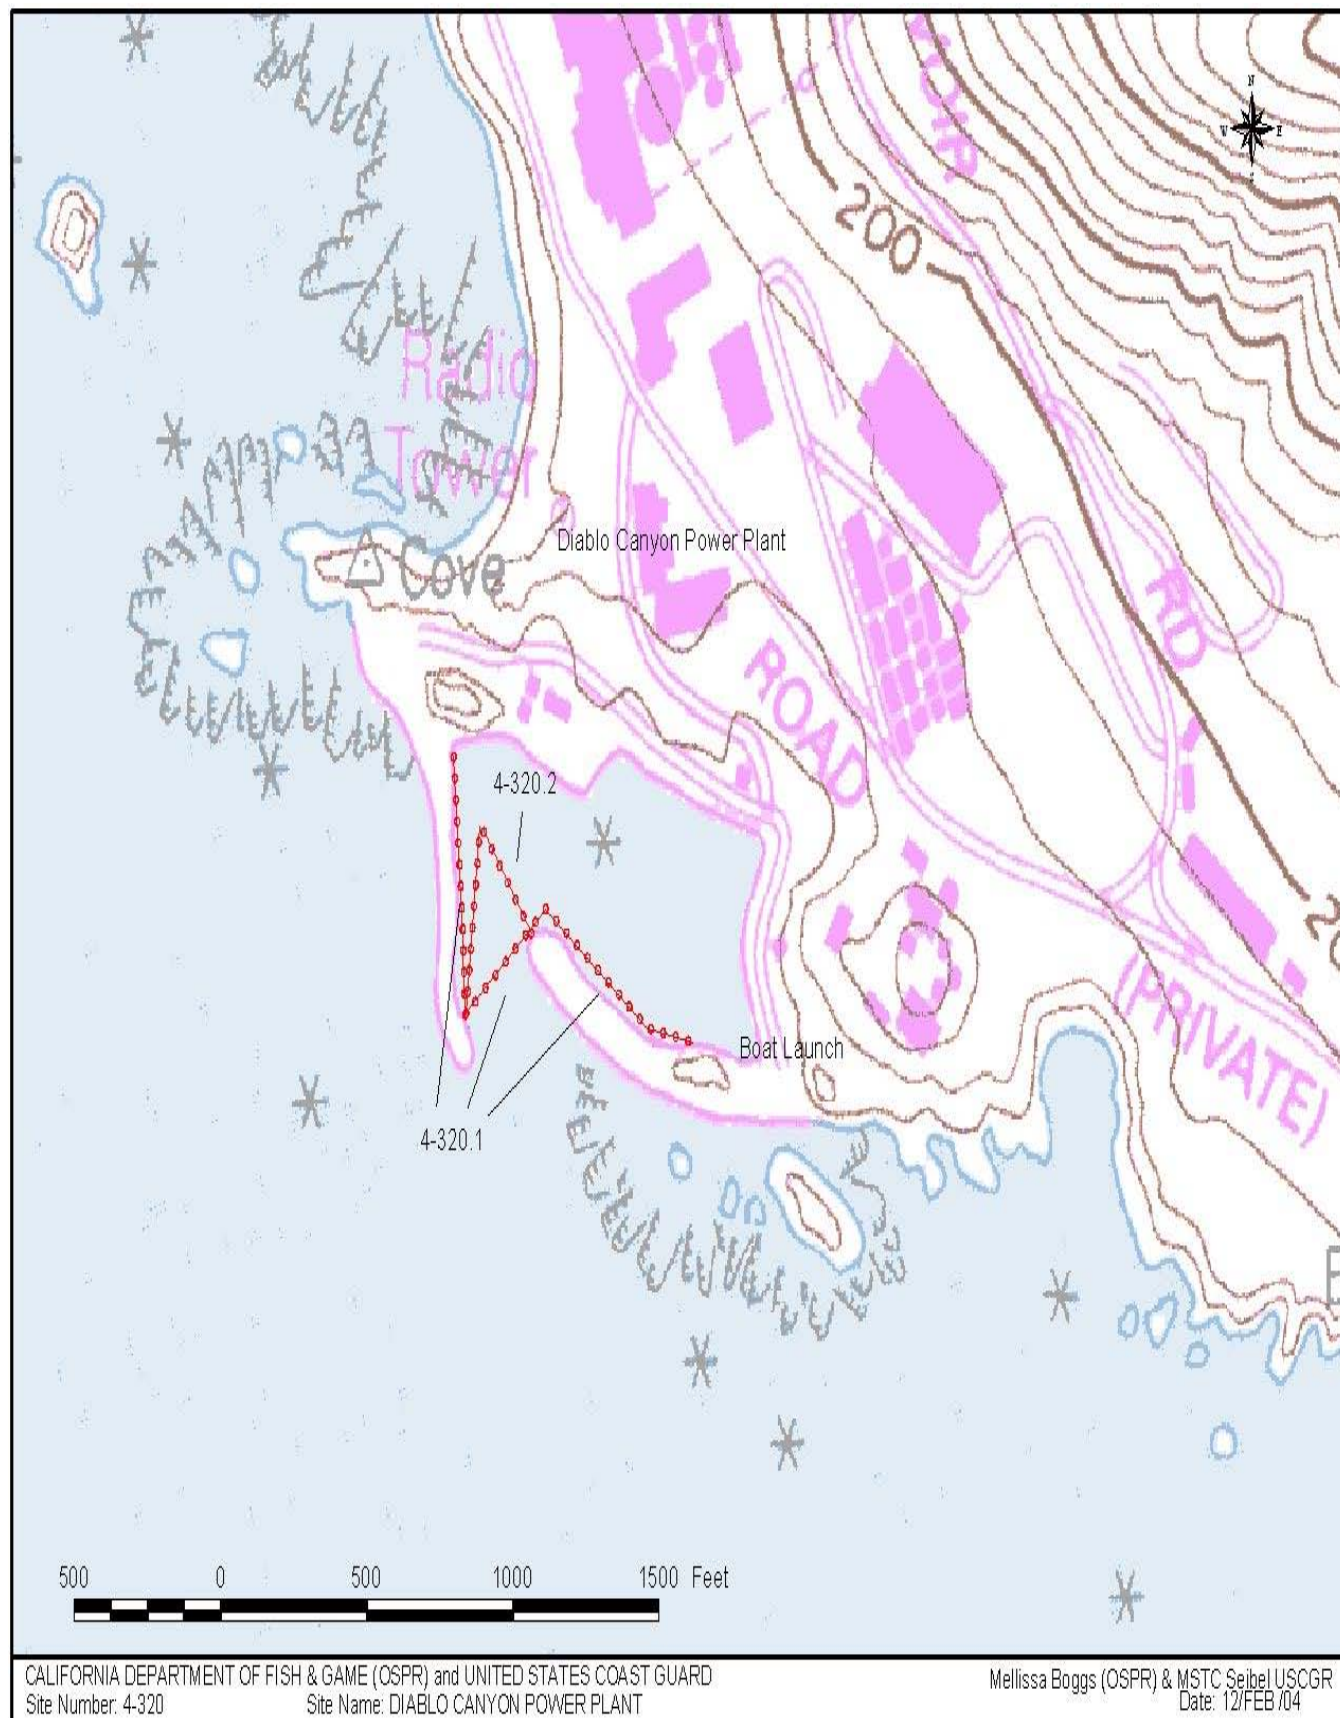 VOIR
N
W E
200
Radio
Tower
Diablo Canyon Power Plant
Cove
RD
ROAD
4-320.2
20
(PRIVATE)
Boat Launch
4-320.1
500 0 500 1000 1500 Feet
CALIFORNIA DEPARTMENT OF FISH & GAME (OSPR) and UNITED STATES COAST GUARD
Mellissa Boggs (OSPR) & MSTC Seibel USCGR
Site Number: 4-320 Site Name: DIABLO CANYON POWER PLANT
Date: 12/FEB /04